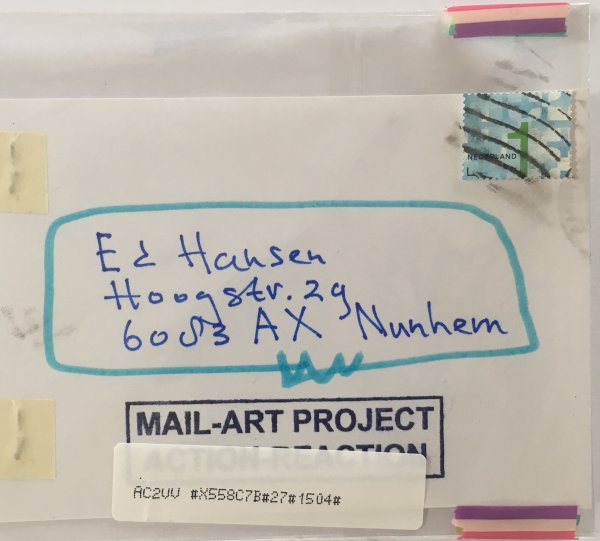 NEDERLAND 1
Ed Hansen
Hoogstr. 29
6083 AX Nunhem
MAIL-ART PROJECT
ACTION-REACTION
AC2VV #X558C7B#27#1504#